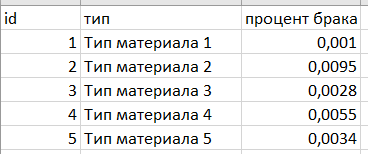 id тип процент брака
1 Тип материала 1 0,001
2 Тип материала 2 0,0095
3 Тип материала 3 0,0028
4 Тип материала 4 0,0055
5 Тип материала 5 0,0034